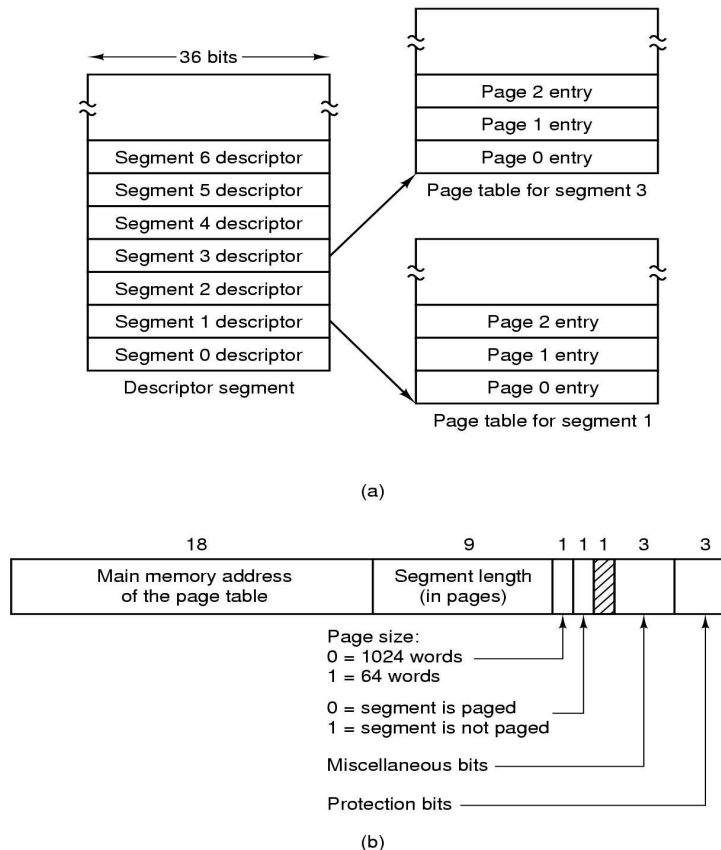 36 bits
Segment 6 descriptor
Segment 5 descriptor
Segment 4 descriptor
Segment 3 descriptor
Segment 2 descriptor
Segment 1 descriptor
Segment 0 descriptor
Descriptor segment
Page 2 entry
Page 1 entry
Page 0 entry
Page table for segment 3
Page 2 entry
Page 1 entry
Page 0 entry
Page table for segment 1
(a)
18 9 1 1 1 3 3
Main memory address
of the page table
Segment length
(in pages)
Page size:
0 = 1024 words
1 = 64 words
0 = segment is paged
1 = segment is not paged
Miscellaneous bits
Protection bits
(b)